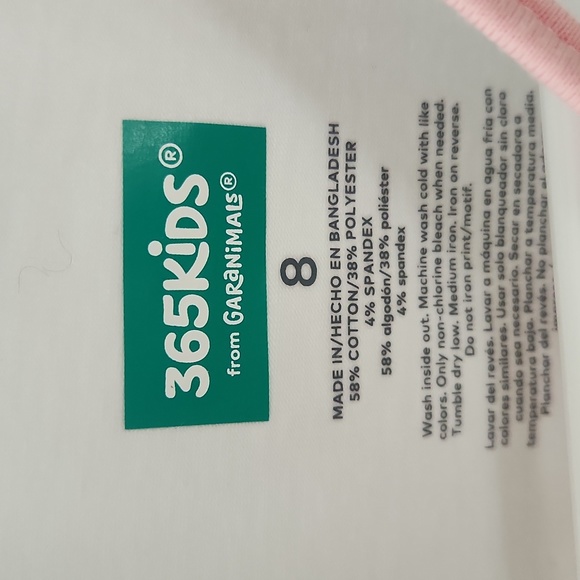 365KiDS®
from GARaNiMaLS®
8
MADE IN/HECHO EN BANGLADESH
58% COTTON/38% POLYESTER
4% SPANDEX
58% algodón/38% poliéster
4% spandex
Wash inside out. Machine wash cold with like
colors. Only non-chlorine bleach when needed.
Tumble dry low. Medium iron. Iron on reverse.
Do not iron print/motif.
Lavar del revés. Lavar a máquina en agua fría con
colores similares. Usar solo blanqueador sin cloro
cuando sea necesario. Secar en secadora a
temperatura baja. Planchar a temperatura media.
Planchar del revés. No planchar el